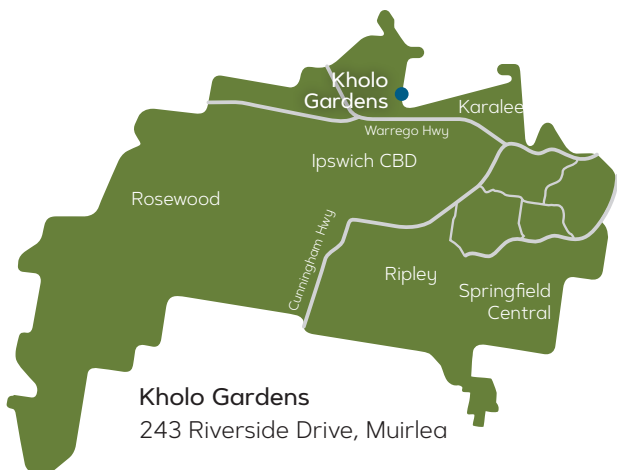 Kholo
Gardens
Karalee
Warrego Hwy
Ipswich CBD
Rosewood
Cunningham Hwy
Ripley
Springfield
Central
Kholo Gardens
243 Riverside Drive, Muirlea